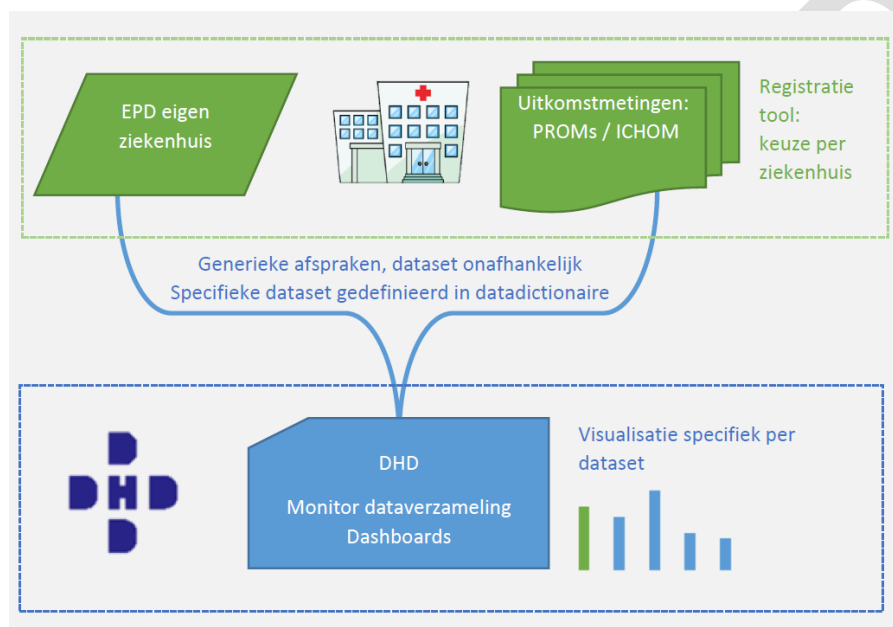 EPD eigen
ziekenhuis
Uitkomstmetingen:
PROMs / ICHOM
Registratie
tool:
keuze per
ziekenhuis
Generieke afspraken, dataset onafhankelijk
Specifieke dataset gedefinieerd in datadictionaire
D
DHD
D
DHD
Monitor dataverzameling
Dashboards
Visualisatie specifiek per
dataset